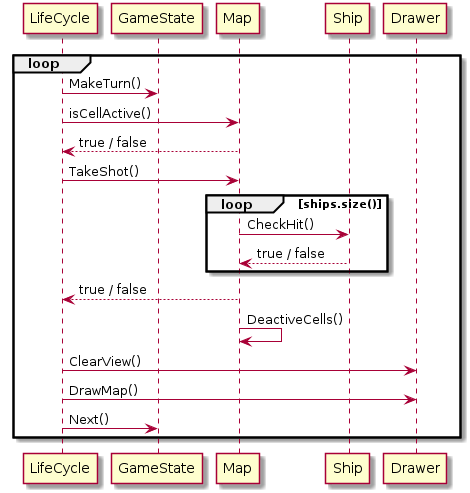 LifeCycle GameState Map Ship Drawer
loop
MakeTurn()
isCellActive()
true / false
TakeShot()
loop [ships.size()]
CheckHit()
true / false
true / false
DeactiveCells()
ClearView()
DrawMap()
Next()
LifeCycle GameState Map Ship Drawer